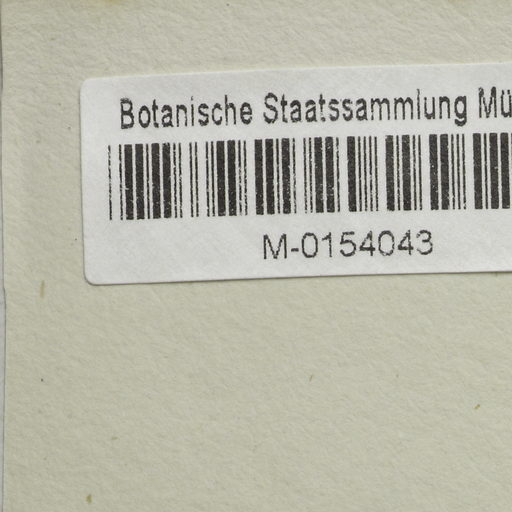 Botanische Staatssammlung Mü
M-0154043